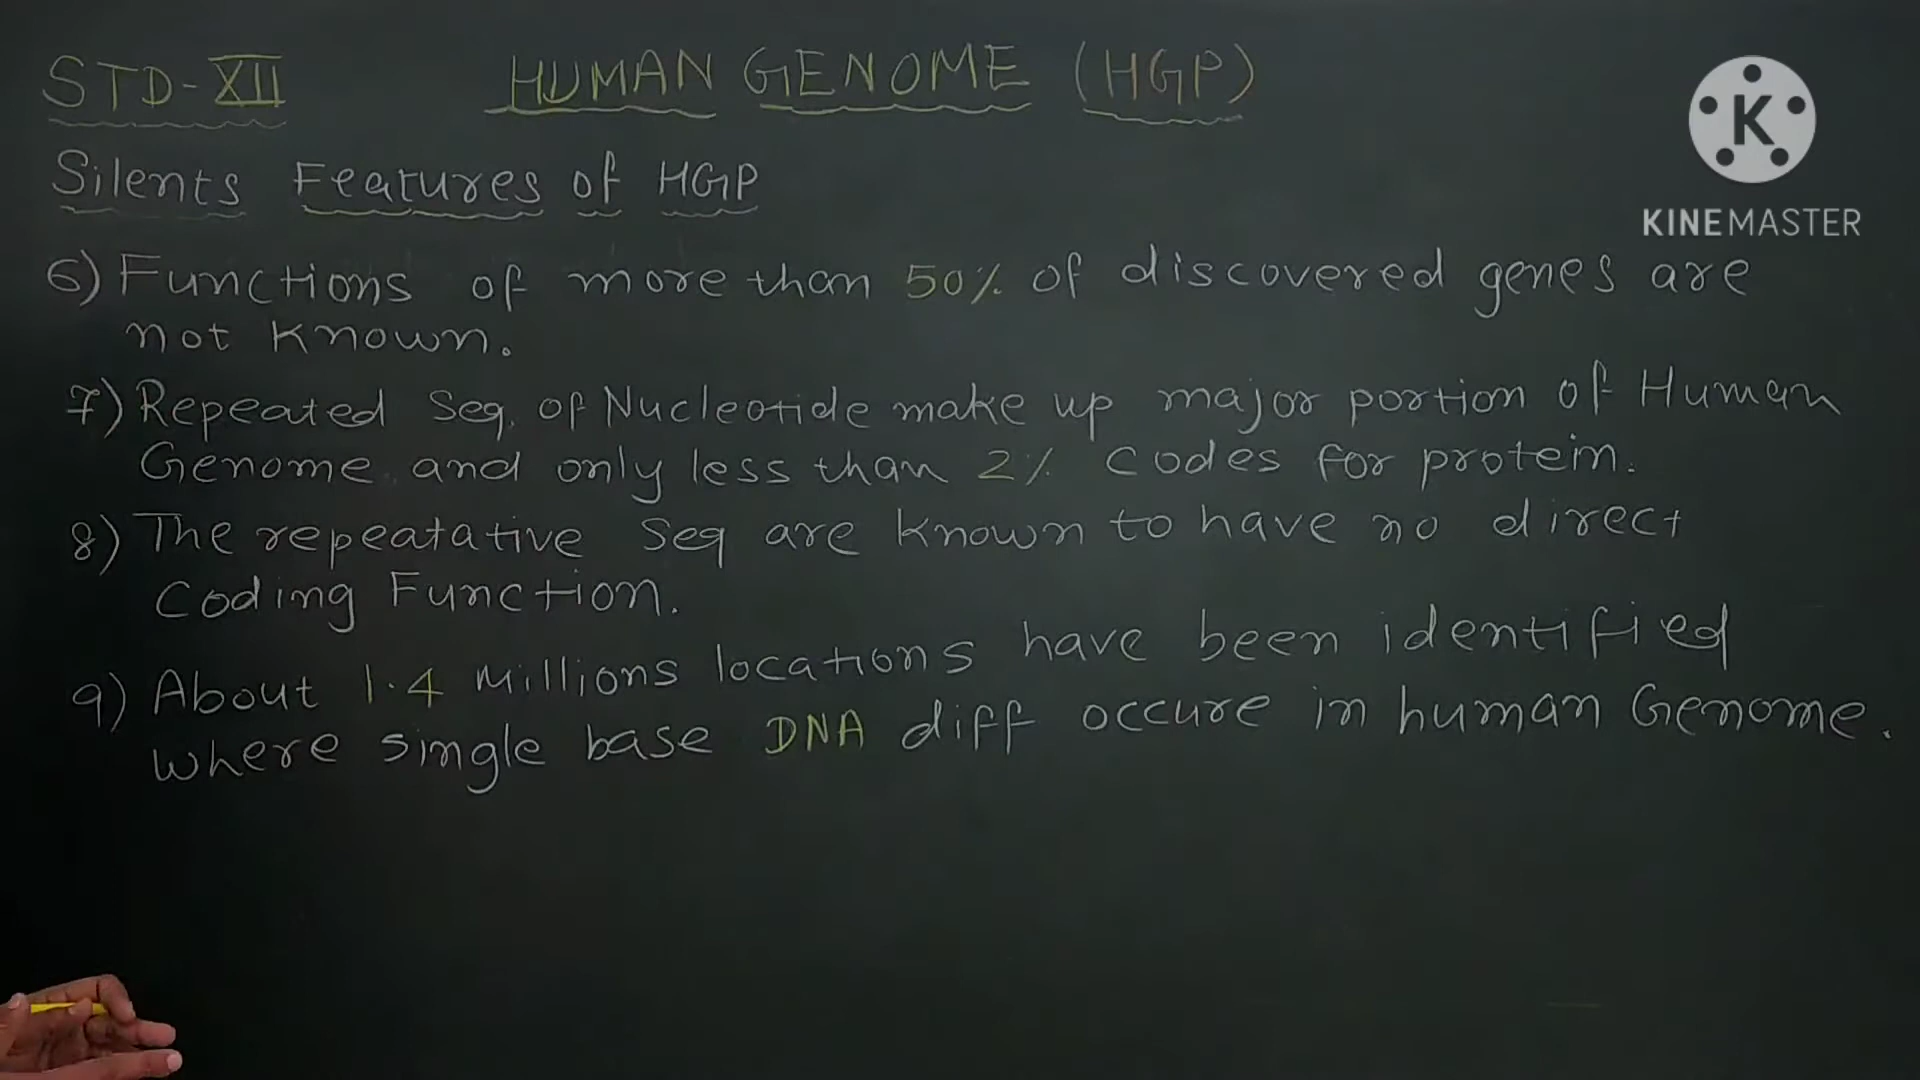 STD-XII HUMAN GENOME (HGP)
K
KINEMASTER
Silents Features of HGP
6) Functions of more than 50% of discovered genes are
not known.
7) Repeated Seq. of Nucleotide make up major portion of Human
Genome and only less than 2% codes for protein.
8) The repeatative Seq are known to have no direct
Coding Function.
9) About 1.4 Millions locations have been identified
where single base DNA diff occure in human Genome.